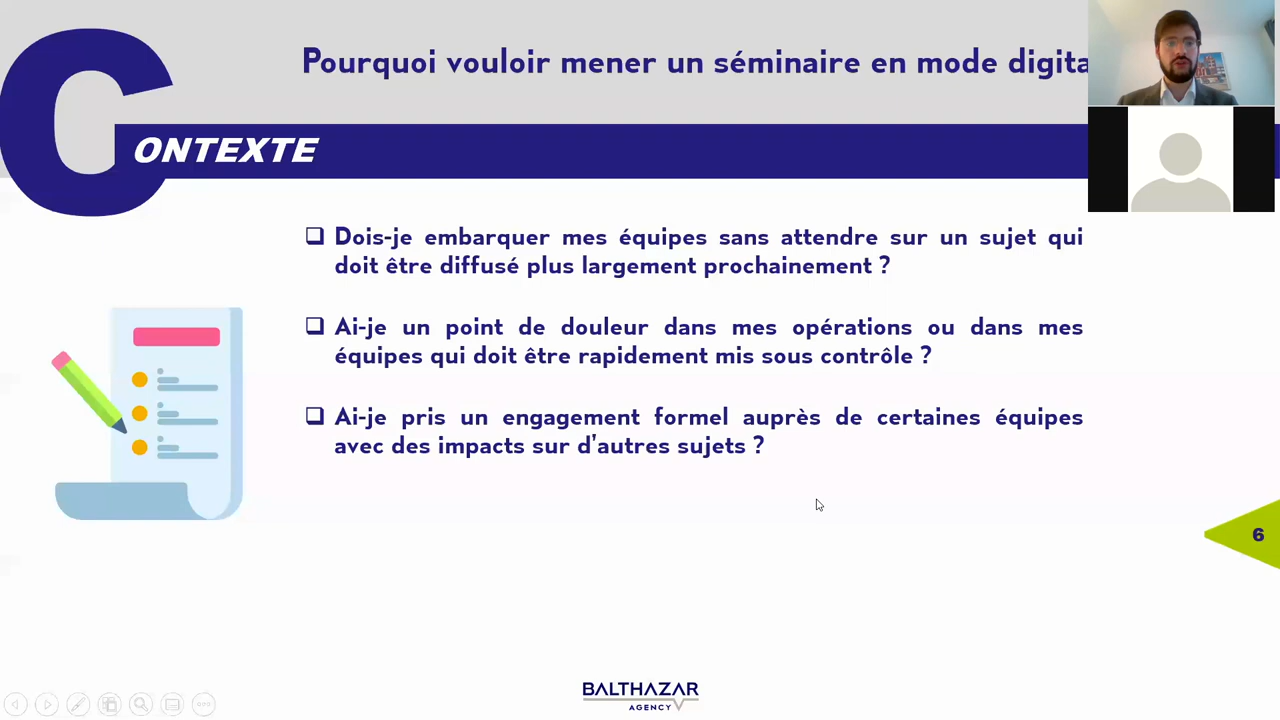 Pourquoi vouloir mener un séminaire en mode digita
CONTEXTE
❑ Dois-je embarquer mes équipes sans attendre sur un sujet qui
doit être diffusé plus largement prochainement ?
❑ Ai-je un point de douleur dans mes opérations ou dans mes
équipes qui doit être rapidement mis sous contrôle ?
❑ Ai-je pris un engagement formel auprès de certaines équipes
avec des impacts sur d'autres sujets ?
6
BALTHAZAR
AGENCY